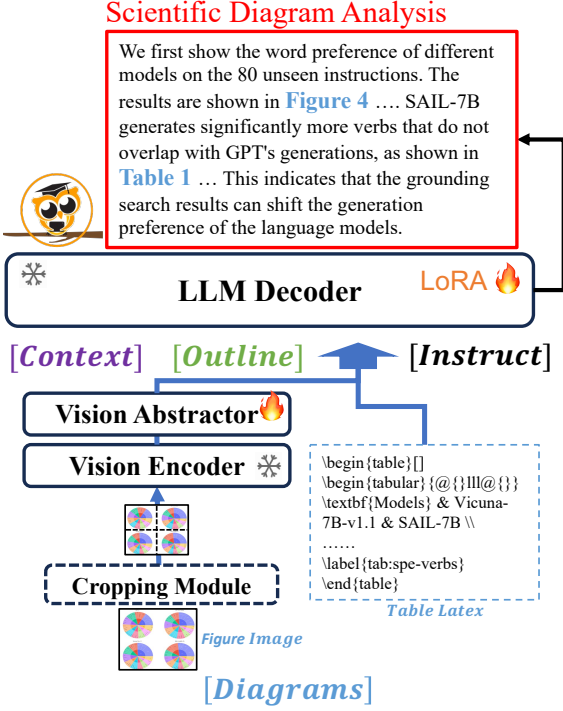 Scientific Diagram Analysis
We first show the word preference of different
models on the 80 unseen instructions. The
results are shown in Figure 4 …. SAIL-7B
generates significantly more verbs that do not
overlap with GPT's generations, as shown in
Table 1 … This indicates that the grounding
search results can shift the generation
preference of the language models.
LLM Decoder
LoRA
[Context] [Outline] [Instruct]
Vision Abstractor
Vision Encoder
\begin{table}[]
\begin{tabular}{@{}lll@{}}
\textbf{Models} & Vicuna-
7B-v1.1 & SAIL-7B \\
……
\label{tab:spe-verbs}
\end{table}
Table Latex
Cropping Module
Figure Image
[Diagrams]